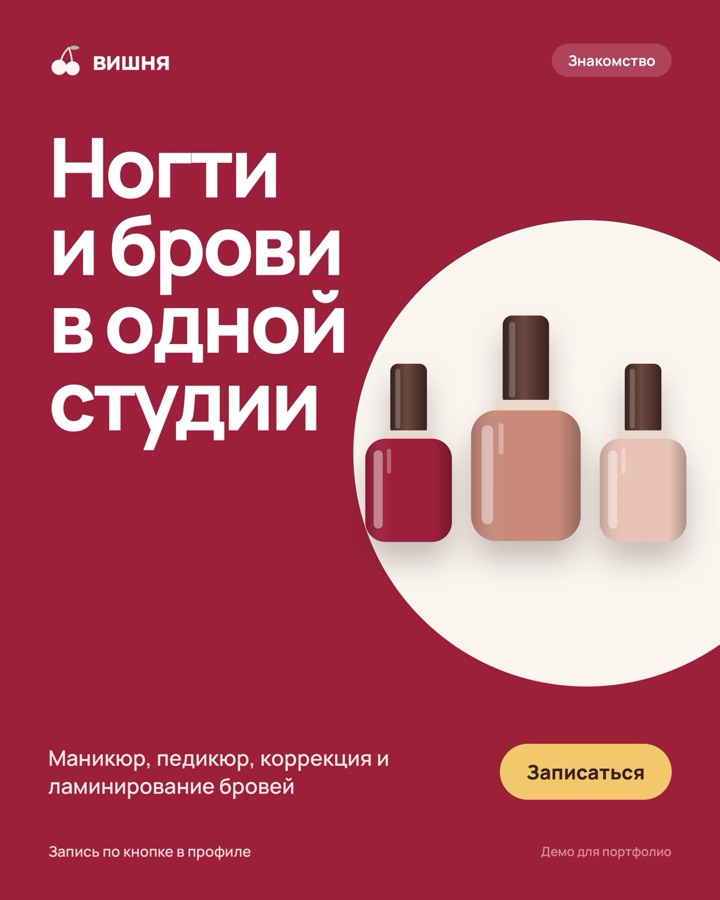 ВИШНЯ
Знакомство
Ногти
и брови
в одной
студии
Маникюр, педикюр, коррекция и
ламинирование бровей
Записаться
Запись по кнопке в профиле
Демо для портфолио